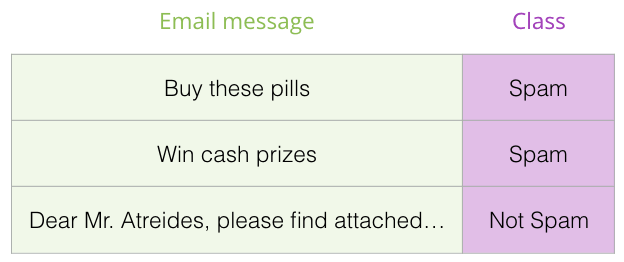 Email message Class
Buy these pills Spam
Win cash prizes Spam
Dear Mr. Atreides, please find attached… Not Spam